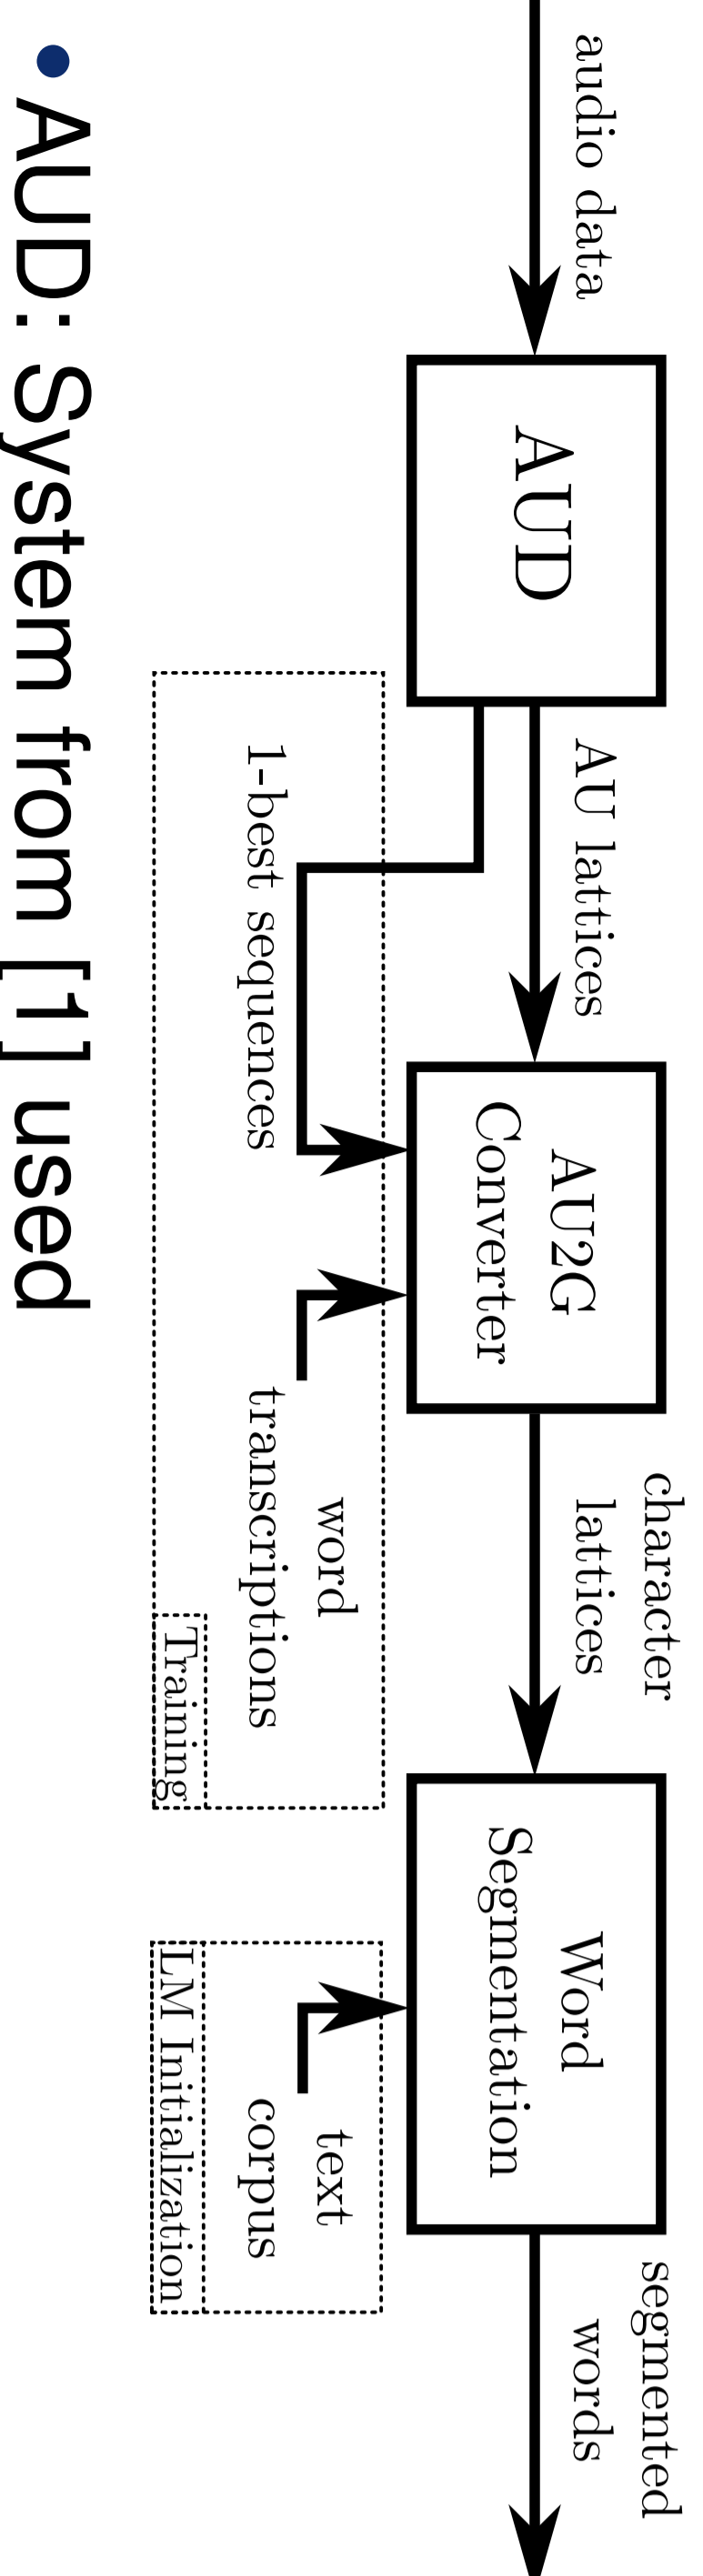 audio data
AUD
AU lattices
AU2G
Converter
character
lattices
Word
Segmentation
segmented
words
1-best sequences
word
transcriptions
Training
text
corpus
LM Initialization
• AUD: System from [1] used